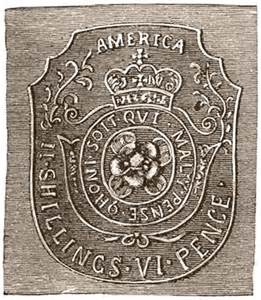 AMERICA
HONI · SOIT · QVI · MAL · Y · PENSE
II · SHILLINGS · VI · PENCE ·